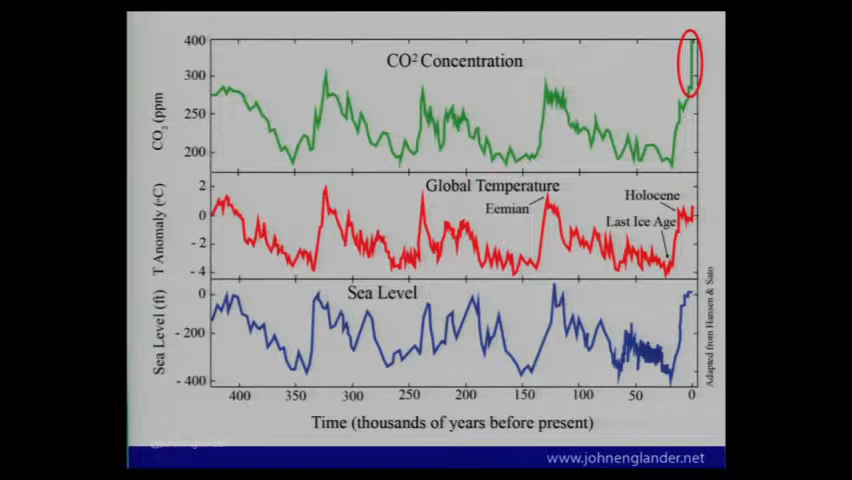 CO² Concentration
400
300
250
200
CO₂ (ppm
Global Temperature
Eemian
Holocene
Last Ice Age
2
0
- 2
- 4
T Anomaly (ºC)
Sea Level
0
- 200
- 400
Sea Level (ft)
400 350 300 250 200 150 100 50 0
Time (thousands of years before present)
Adapted from Hansen & Sato
www.johnenglander.net